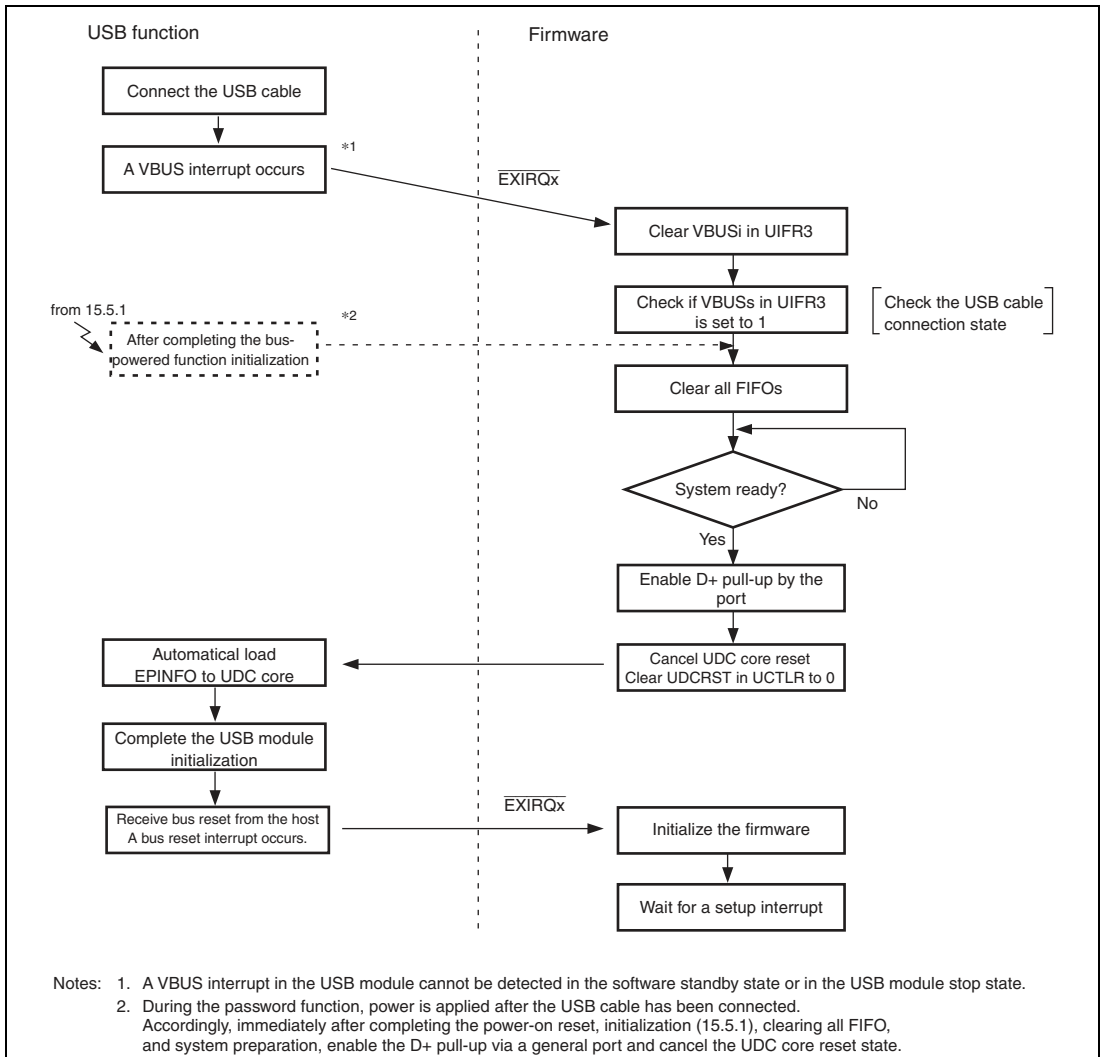 USB function
Firmware
Connect the USB cable
A VBUS interrupt occurs
*1
EXIRQx
Clear VBUSi in UIFR3
Check if VBUSs in UIFR3
is set to 1
Check the USB cable
connection state
from 15.5.1
*2
After completing the bus-
powered function initialization
Clear all FIFOs
System ready?
No
Yes
Enable D+ pull-up by the
port
Cancel UDC core reset
Clear UDCRST in UCTLR to 0
Automatical load
EPINFO to UDC core
Complete the USB module
initialization
Receive bus reset from the host
A bus reset interrupt occurs.
EXIRQx
Initialize the firmware
Wait for a setup interrupt
Notes: 1. A VBUS interrupt in the USB module cannot be detected in the software standby state or in the USB module stop state.
2. During the password function, power is applied after the USB cable has been connected.
Accordingly, immediately after completing the power-on reset, initialization (15.5.1), clearing all FIFO,
and system preparation, enable the D+ pull-up via a general port and cancel the UDC core reset state.